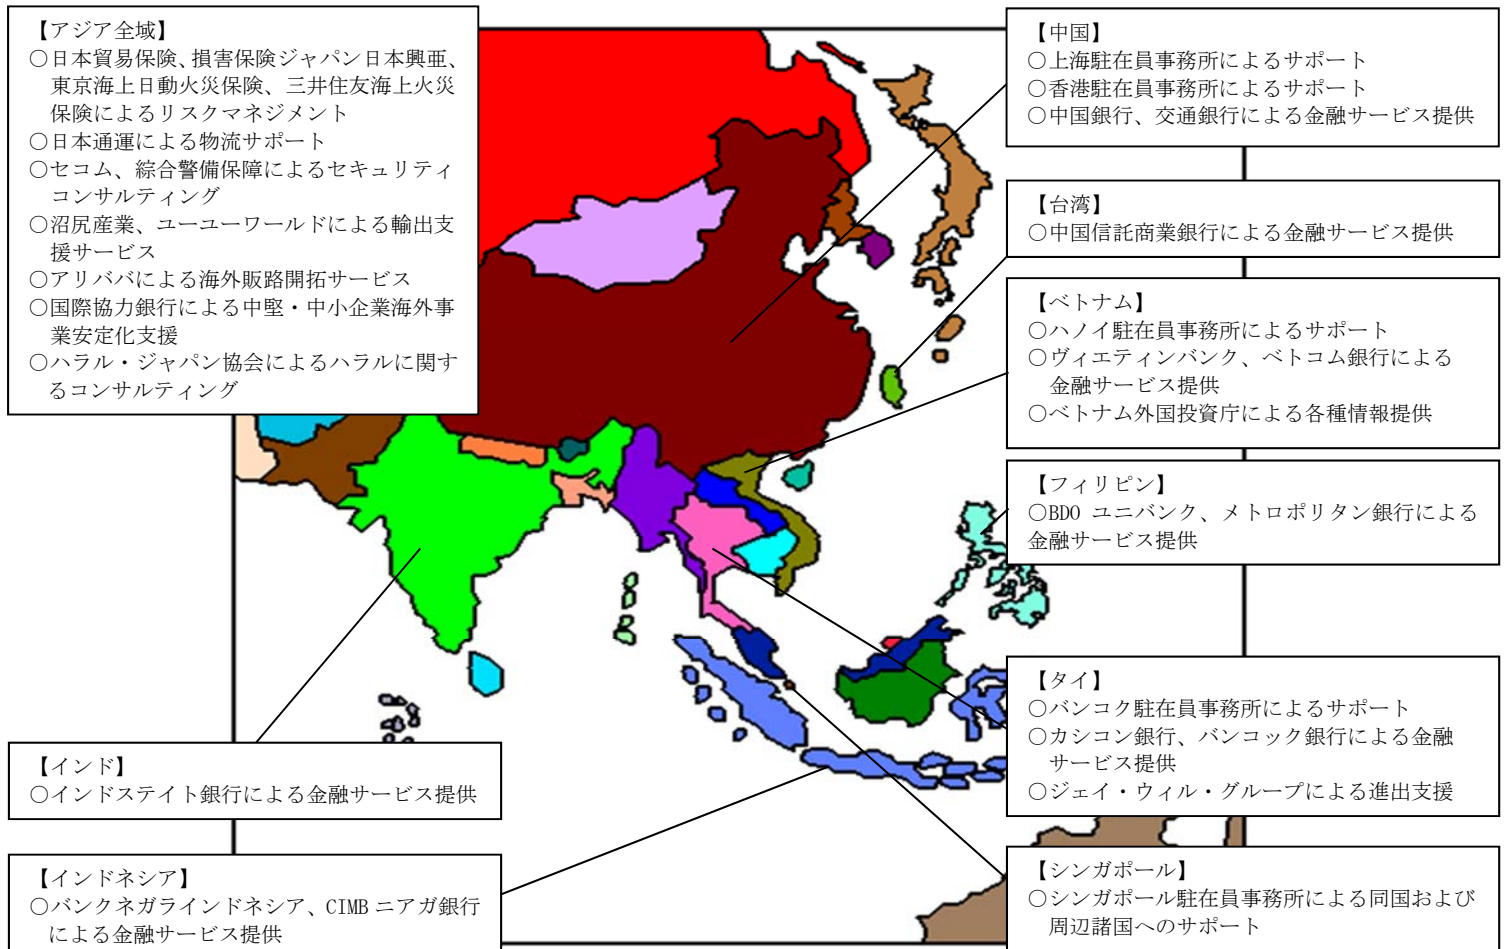 【アジア全域】
○日本貿易保険、損害保険ジャパン日本興亜、
東京海上日動火災保険、三井住友海上火災
保険によるリスクマネジメント
○日本通運による物流サポート
○セコム、綜合警備保障によるセキュリティ
コンサルティング
○沼尻産業、ユーユーワールドによる輸出支
援サービス
○アリババによる海外販路開拓サービス
○国際協力銀行による中堅・中小企業海外事
業安定化支援
○ハラル・ジャパン協会によるハラルに関す
るコンサルティング
【中国】
○上海駐在員事務所によるサポート
○香港駐在員事務所によるサポート
○中国銀行、交通銀行による金融サービス提供
【台湾】
○中国信託商業銀行による金融サービス提供
【ベトナム】
○ハノイ駐在員事務所によるサポート
○ヴィエティンバンク、ベトコム銀行による
金融サービス提供
○ベトナム外国投資庁による各種情報提供
【フィリピン】
○BDO ユニバンク、メトロポリタン銀行による
金融サービス提供
【タイ】
○バンコク駐在員事務所によるサポート
○カシコン銀行、バンコック銀行による金融
サービス提供
○ジェイ・ウィル・グループによる進出支援
【シンガポール】
○シンガポール駐在員事務所による同国および
周辺諸国へのサポート
【インド】
○インドステイト銀行による金融サービス提供
【インドネシア】
○バンクネガラインドネシア、CIMB ニアガ銀行
による金融サービス提供